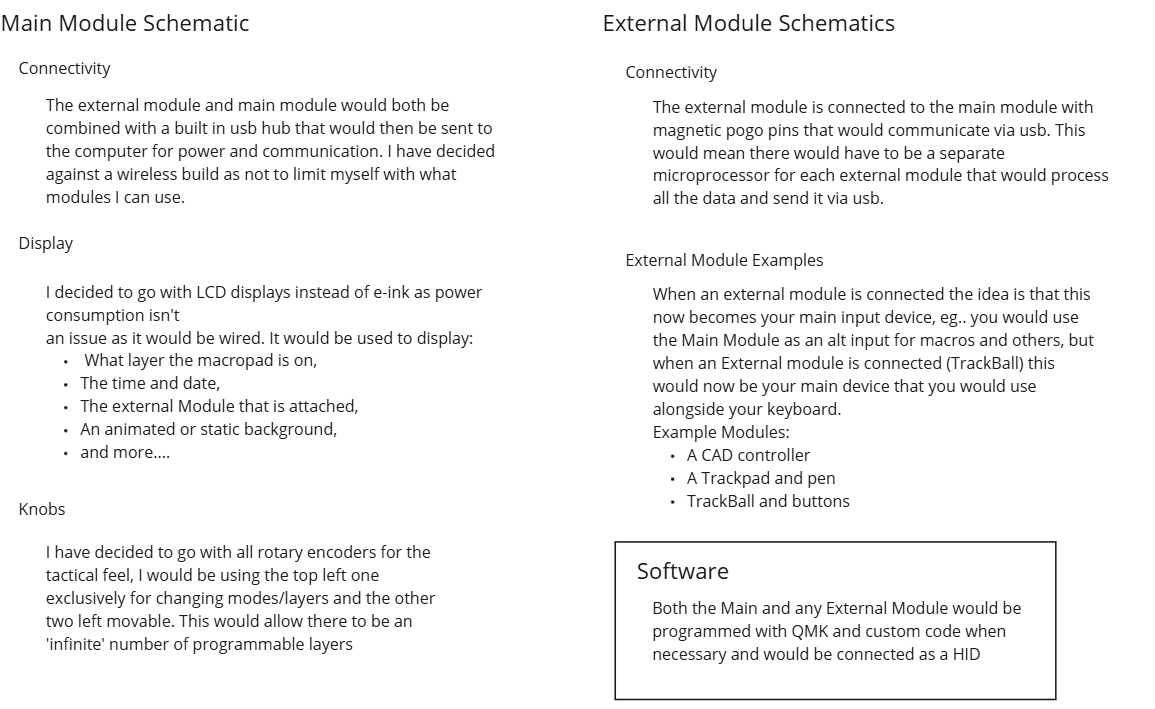 Main Module Schematic
Connectivity
The external module and main module would both be
combined with a built in usb hub that would then be sent to
the computer for power and communication. I have decided
against a wireless build as not to limit myself with what
modules I can use.
Display
I decided to go with LCD displays instead of e-ink as power
consumption isn't
an issue as it would be wired. It would be used to display:
• What layer the macropad is on,
• The time and date,
• The external Module that is attached,
• An animated or static background,
• and more....
Knobs
I have decided to go with all rotary encoders for the
tactical feel, I would be using the top left one
exclusively for changing modes/layers and the other
two left movable. This would allow there to be an
'infinite' number of programmable layers
External Module Schematics
Connectivity
The external module is connected to the main module with
magnetic pogo pins that would communicate via usb. This
would mean there would have to be a separate
microprocessor for each external module that would process
all the data and send it via usb.
External Module Examples
When an external module is connected the idea is that this
now becomes your main input device, eg.. you would use
the Main Module as an alt input for macros and others, but
when an External module is connected (TrackBall) this
would now be your main device that you would use
alongside your keyboard.
Example Modules:
• A CAD controller
• A Trackpad and pen
• TrackBall and buttons
Software
Both the Main and any External Module would be
programmed with QMK and custom code when
necessary and would be connected as a HID